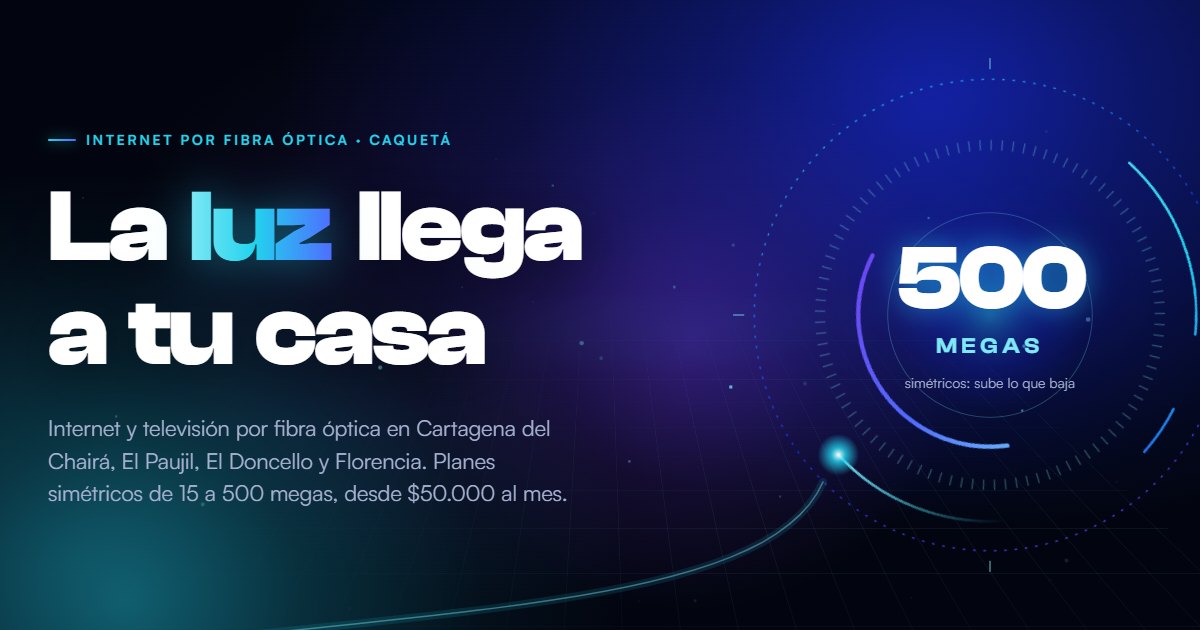 INTERNET POR FIBRA ÓPTICA · CAQUETÁ
La luz llega
a tu casa
Internet y televisión por fibra óptica en Cartagena del
Chairá, El Paujil, El Doncello y Florencia. Planes
simétricos de 15 a 500 megas, desde $50.000 al mes.
500
MEGAS
simétricos: sube lo que baja